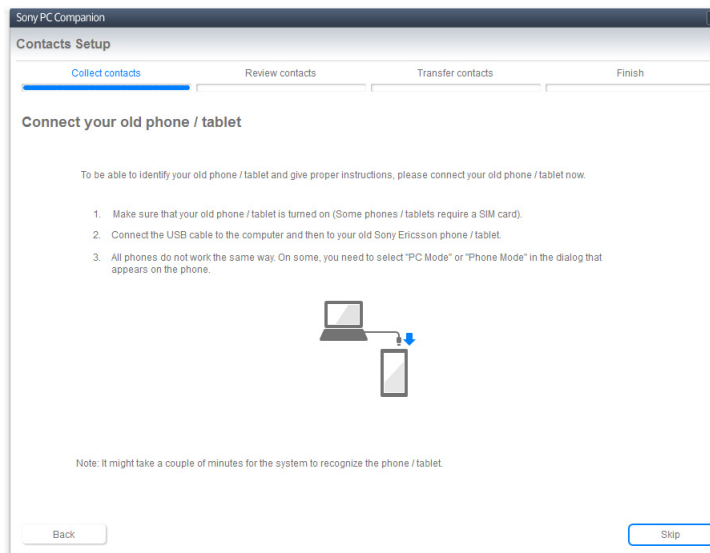 Sony PC Companion
Contacts Setup
Collect contacts Review contacts Transfer contacts Finish
Connect your old phone / tablet
To be able to identify your old phone / tablet and give proper instructions, please connect your old phone / tablet now.
1. Make sure that your old phone / tablet is turned on (Some phones / tablets require a SIM card).
2. Connect the USB cable to the computer and then to your old Sony Ericsson phone / tablet.
3. All phones do not work the same way. On some, you need to select "PC Mode" or "Phone Mode" in the dialog that
appears on the phone.
Note: It might take a couple of minutes for the system to recognize the phone / tablet.
Back Skip